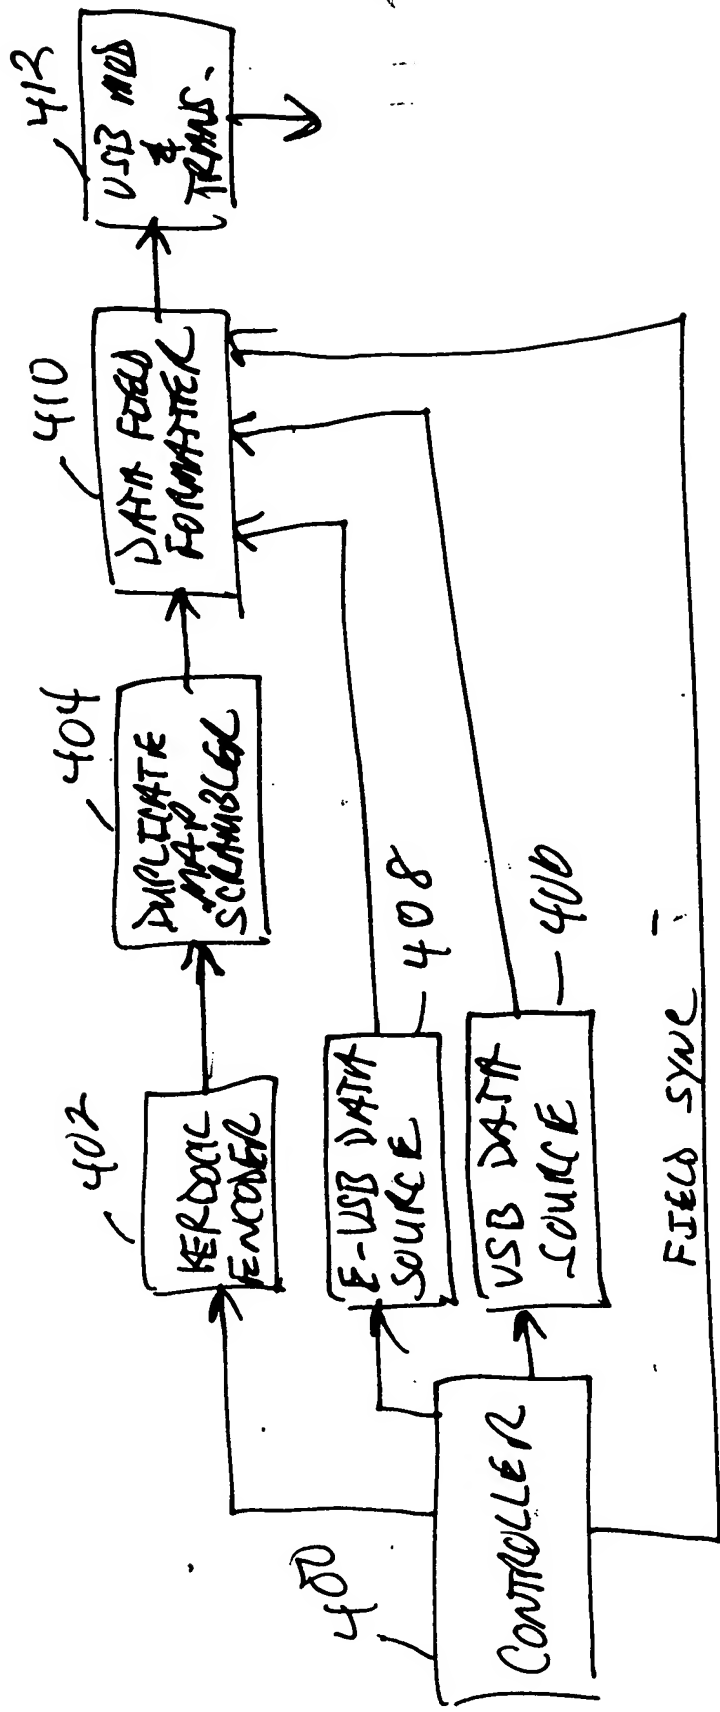 412
VSB MOD
&
TRANS.
410
DATA FIELD
FORMATTER
404
DUPLICATE
MAP
SCRAMBLER
402
KERDOCK
ENCODER
408
E-VSB DATA
SOURCE
406
VSB DATA
SOURCE
400
CONTROLLER
FIELD SYNC